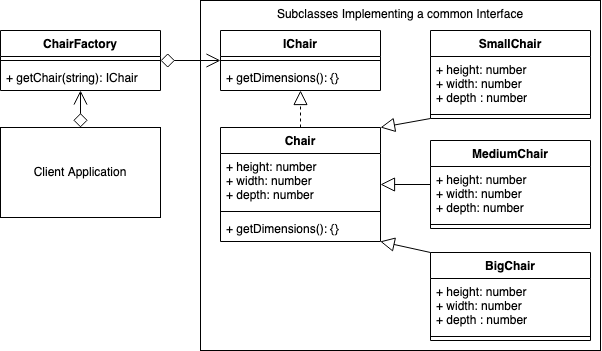 Subclasses Implementing a common Interface
ChairFactory
+ getChair(string): IChair
Client Application
IChair
+ getDimensions(): {}
Chair
+ height: number
+ width: number
+ depth: number
+ getDimensions(): {}
SmallChair
+ height: number
+ width: number
+ depth : number
MediumChair
+ height: number
+ width: number
+ depth: number
BigChair
+ height: number
+ width: number
+ depth : number